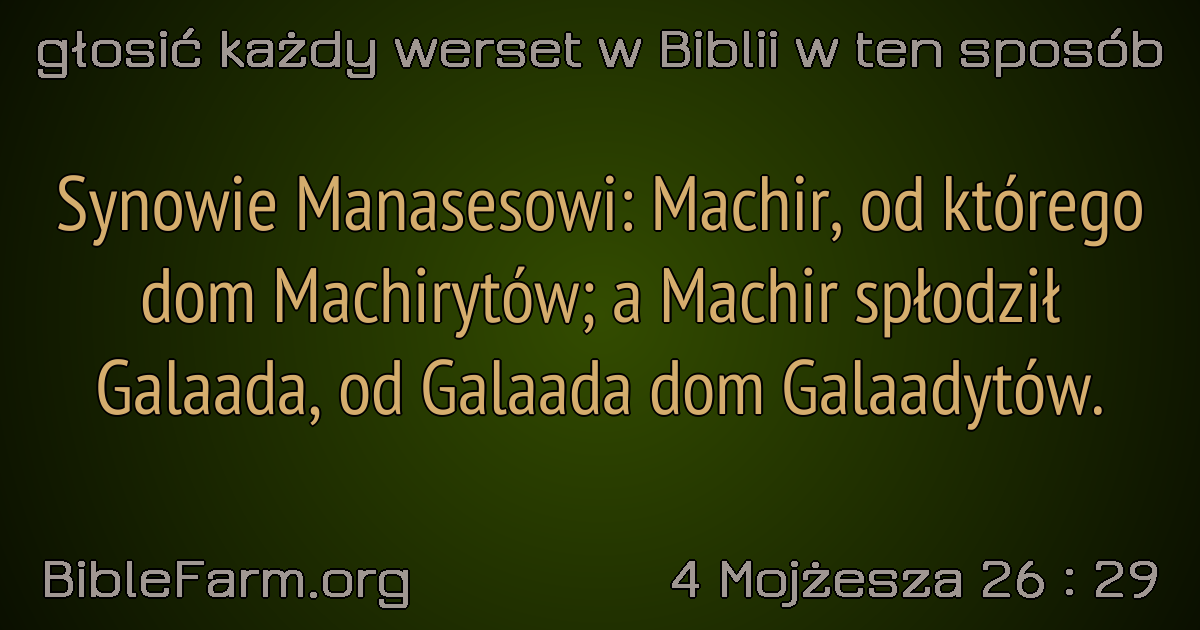 głosić każdy werset w Biblii w ten sposób
Synowie Manasesowi: Machir, od którego
dom Machirytów; a Machir spłodził
Galaada, od Galaada dom Galaadytów.
BibleFarm.org
4 Mojżesza 26 : 29